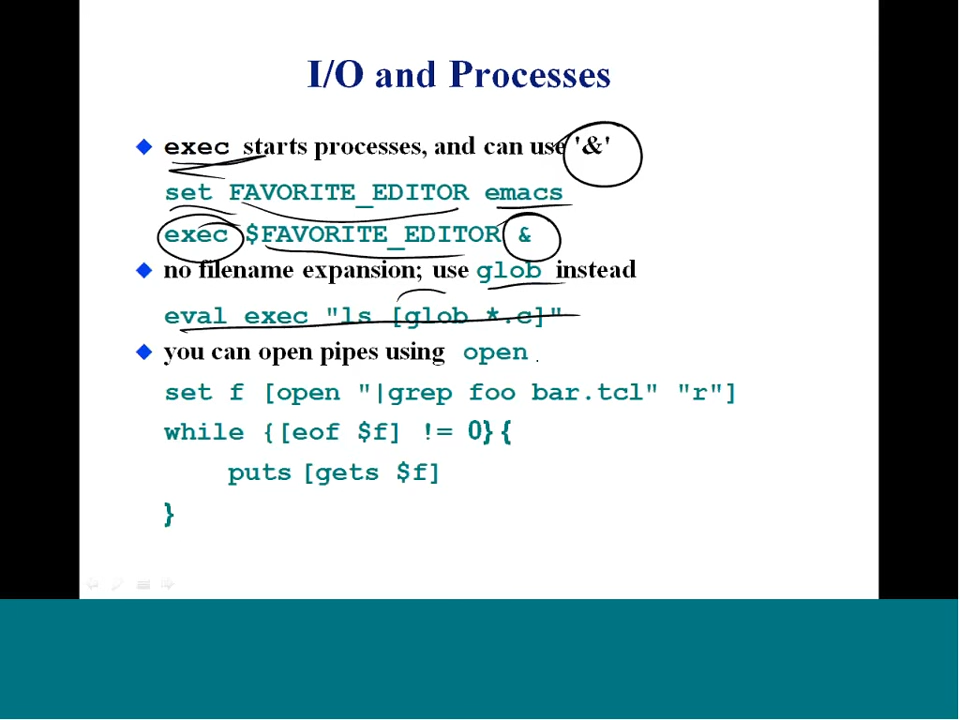 I/O and Processes
exec starts processes, and can use '&'
set FAVORITE_EDITOR emacs
exec $FAVORITE_EDITOR &
no filename expansion; use glob instead
eval exec "ls [glob *.c]"
you can open pipes using open .
set f [open "|grep foo bar.tcl" "r"]
while {[eof $f] != 0} {
puts [gets $f]
}